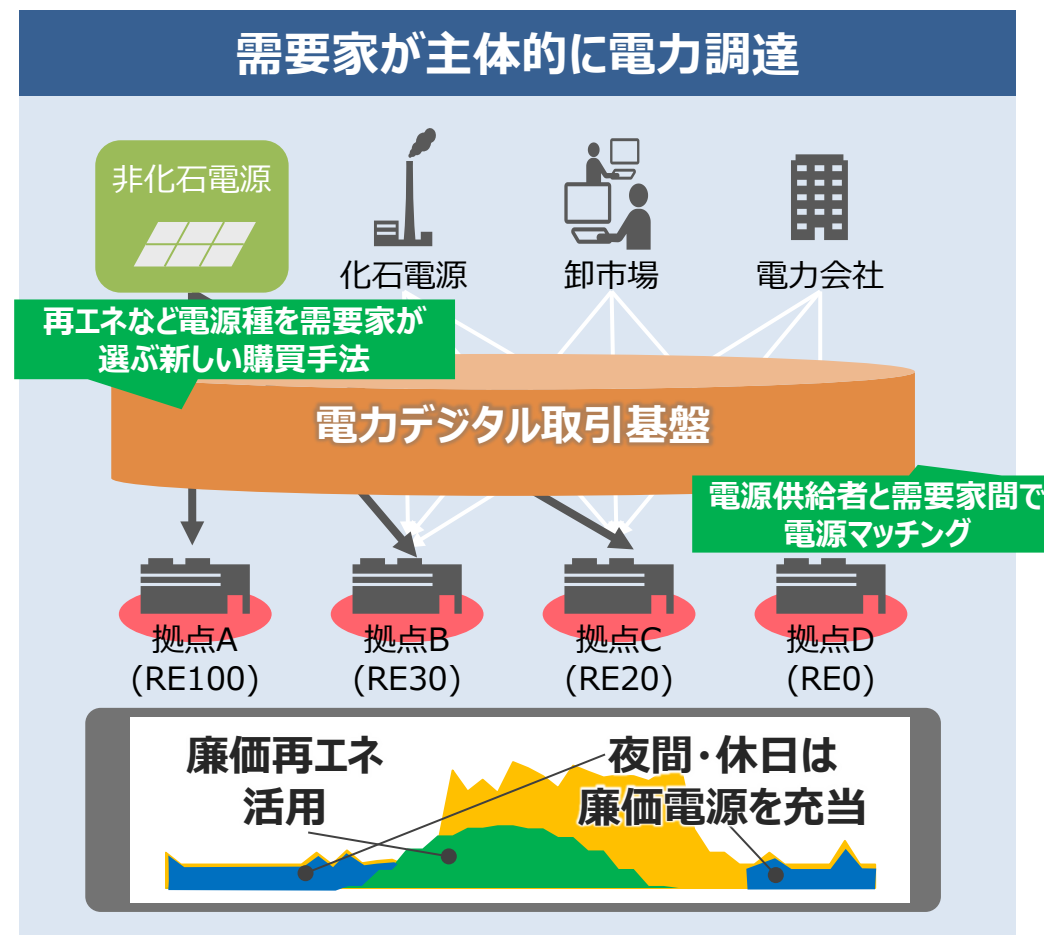 需要家が主体的に電力調達
非化石電源
化石電源
卸市場
電力会社
再エネなど電源種を需要家が
選ぶ新しい購買手法
電力デジタル取引基盤
電源供給者と需要家間で
電源マッチング
拠点A
(RE100)
拠点B
(RE30)
拠点C
(RE20)
拠点D
(RE0)
廉価再エネ
活用
夜間・休日は
廉価電源を充当